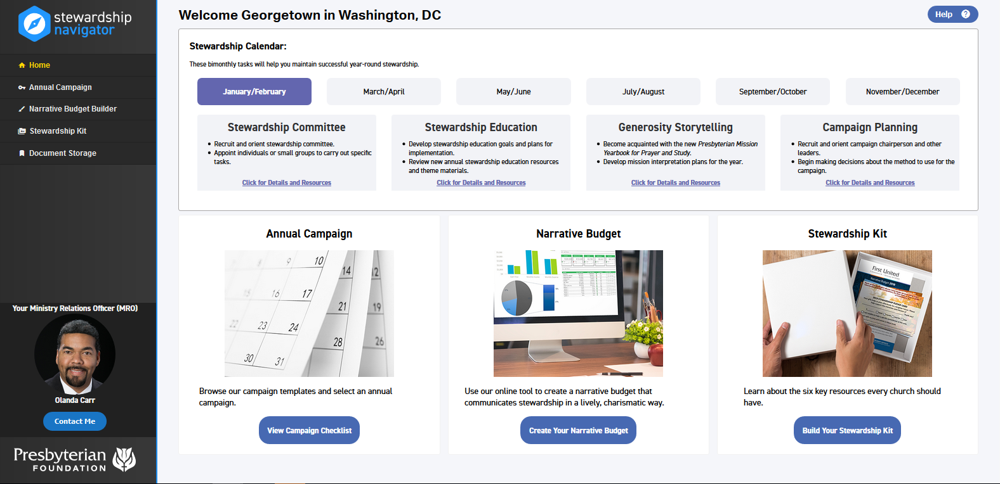 stewardship
navigator
Home
Annual Campaign
Narrative Budget Builder
Stewardship Kit
Document Storage
Your Ministry Relations Officer (MRO)
Olanda Carr
Contact Me
Presbyterian
FOUNDATION
Welcome Georgetown in Washington, DC
Help ?
Stewardship Calendar:
These bimonthly tasks will help you maintain successful year-round stewardship.
January/February
March/April
May/June
July/August
September/October
November/December
Stewardship Committee
• Recruit and orient stewardship committee.
• Appoint individuals or small groups to carry out specific
tasks.
Click for Details and Resources
Stewardship Education
• Develop stewardship education goals and plans for
implementation.
• Review new annual stewardship education resources
and theme materials.
Click for Details and Resources
Generosity Storytelling
• Become acquainted with the new Presbyterian Mission
Yearbook for Prayer and Study.
• Develop mission interpretation plans for the year.
Click for Details and Resources
Campaign Planning
• Recruit and orient campaign chairperson and other
leaders.
• Begin making decisions about the method to use for the
campaign.
Click for Details and Resources
Annual Campaign
8 9 10
14 12
15 16 17
21 19
22 23 24
28 26
30 31
Browse our campaign templates and select an annual
campaign.
View Campaign Checklist
Narrative Budget
Use our online tool to create a narrative budget that
communicates stewardship in a lively, charismatic way.
Create Your Narrative Budget
Stewardship Kit
First United
Narrative Budget 2018
2018 STEWARDSHIP PLEDGE CARD
Learn about the six key resources every church should
have.
Build Your Stewardship Kit